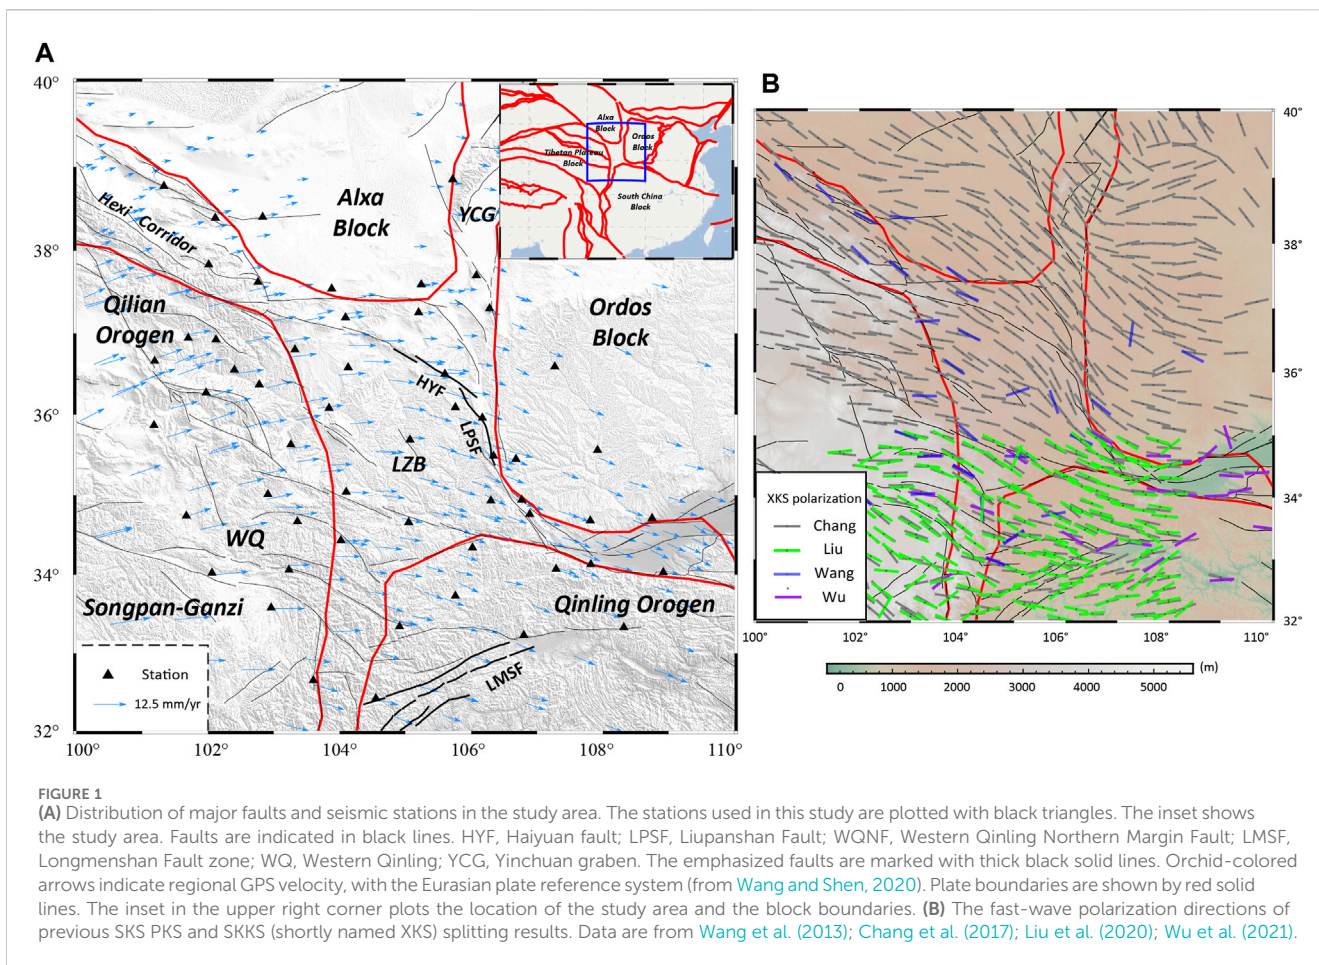 A
40°
38°
36°
34°
32°
100°
102°
104°
106°
108°
110°
Hexi Corridor
Alxa
Block
YCG
Qilian
Orogen
Ordos
Block
HYF
LPSF
LZB
WQ
Songpan-Ganzi
Qinling Orogen
LMSF
Station
12.5 mm/yr
Alxa
Block
Ordos
Block
Tibetan Plateau
Block
South China
Block
B
40°
38°
36°
34°
32°
100°
102°
104°
106°
108°
110°
XKS polarization
Chang
Liu
Wang
Wu
(m)
0
1000
2000
3000
4000
5000
FIGURE 1
(A) Distribution of major faults and seismic stations in the study area. The stations used in this study are plotted with black triangles. The inset shows
the study area. Faults are indicated in black lines. HYF, Haiyuan fault; LPSF, Liupanshan Fault; WQNF, Western Qinling Northern Margin Fault; LMSF,
Longmenshan Fault zone; WQ, Western Qinling; YCG, Yinchuan graben. The emphasized faults are marked with thick black solid lines. Orchid-colored
arrows indicate regional GPS velocity, with the Eurasian plate reference system (from Wang and Shen, 2020). Plate boundaries are shown by red solid
lines. The inset in the upper right corner plots the location of the study area and the block boundaries. (B) The fast-wave polarization directions of
previous SKS PKS and SKKS (shortly named XKS) splitting results. Data are from Wang et al. (2013); Chang et al. (2017); Liu et al. (2020); Wu et al. (2021).